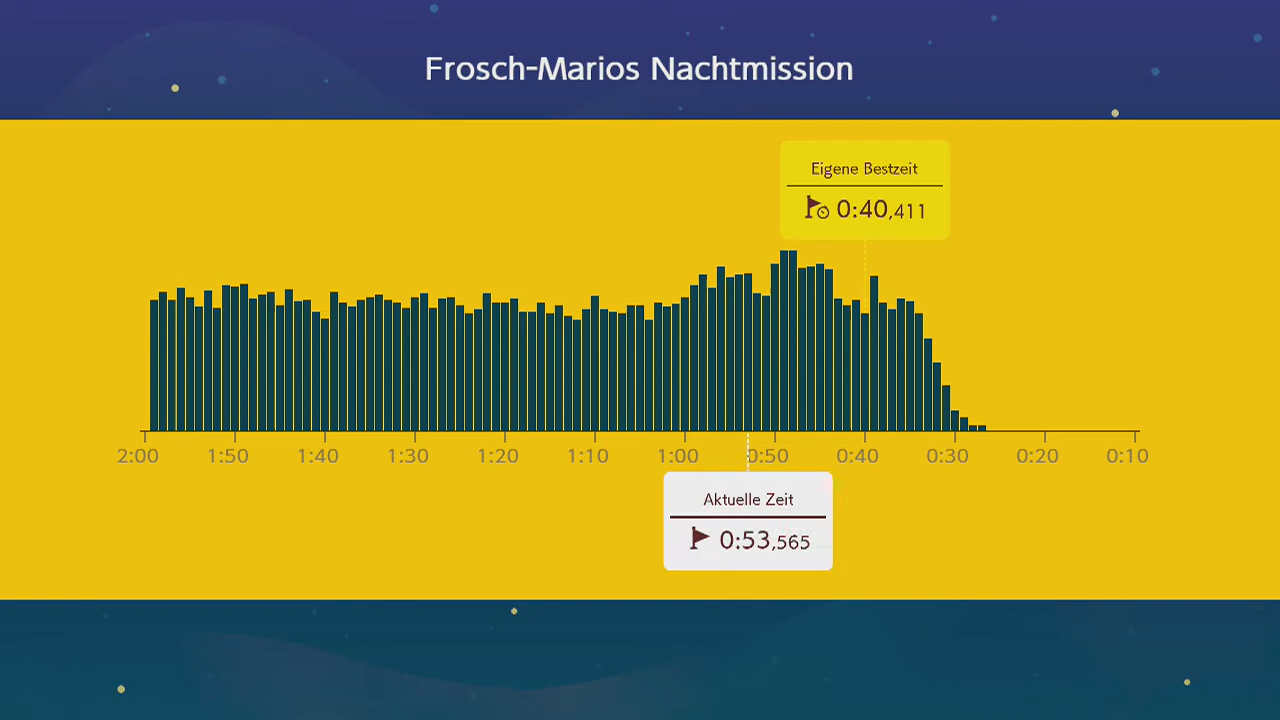 Frosch-Marios Nachtmission
Eigene Bestzeit
0:40,411
2:00 1:50 1:40 1:30 1:20 1:10 1:00 0:50 0:40 0:30 0:20 0:10
Aktuelle Zeit
0:53,565